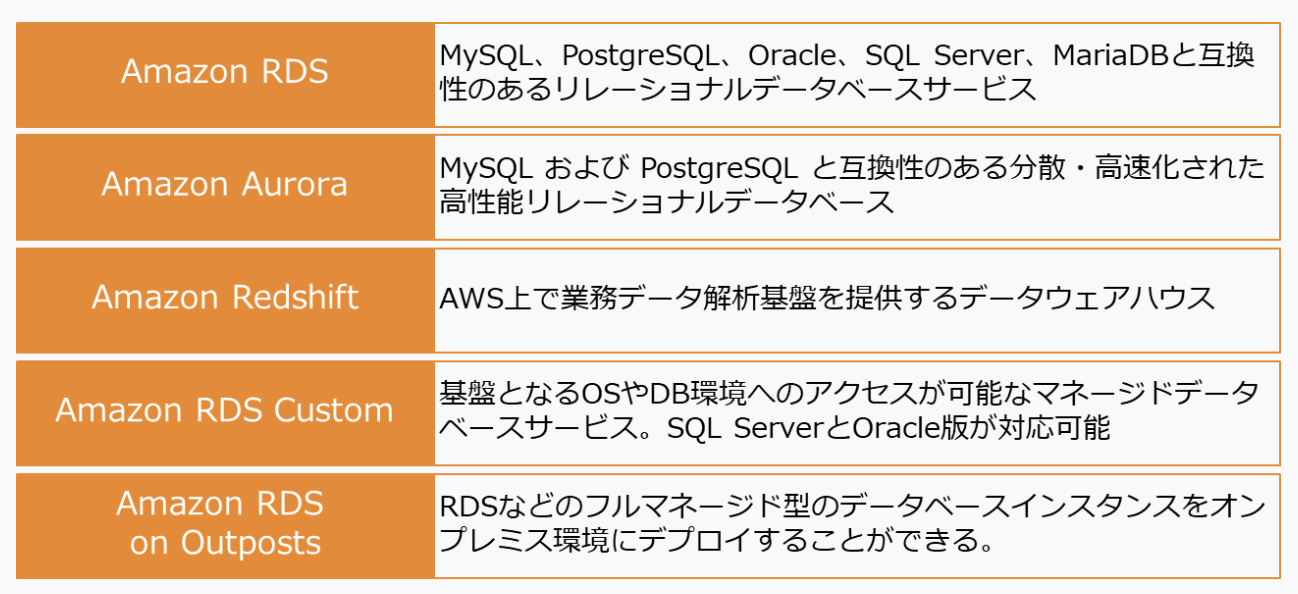 Amazon RDS
MySQL、PostgreSQL、Oracle、SQL Server、MariaDBと互換
性のあるリレーショナルデータベースサービス
Amazon Aurora
MySQL および PostgreSQL と互換性のある分散・高速化された
高性能リレーショナルデータベース
Amazon Redshift
AWS上で業務データ解析基盤を提供するデータウェアハウス
Amazon RDS Custom
基盤となるOSやDB環境へのアクセスが可能なマネージドデータ
ベースサービス。SQL ServerとOracle版が対応可能
Amazon RDS
on Outposts
RDSなどのフルマネージド型のデータベースインスタンスをオン
プレミス環境にデプロイすることができる。